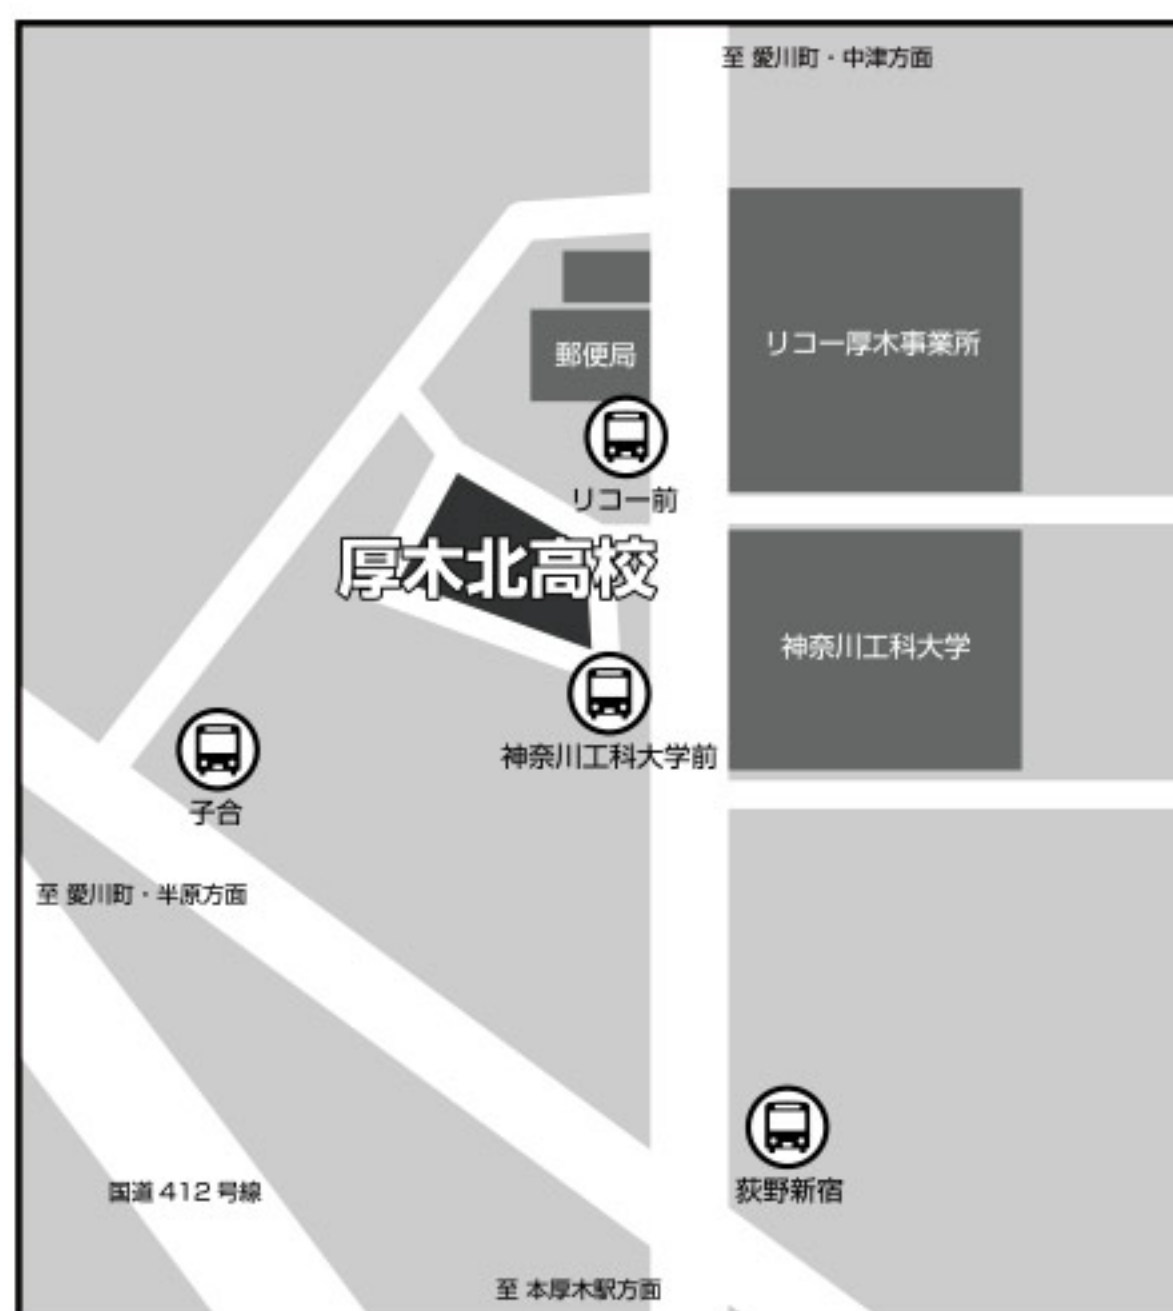 至 愛川町・中津方面
リコー厚木事業所
郵便局
リコー前
厚木北高校
神奈川工科大学
神奈川工科大学前
子合
至 愛川町・半原方面
荻野新宿
国道 412 号線
至 本厚木駅方面